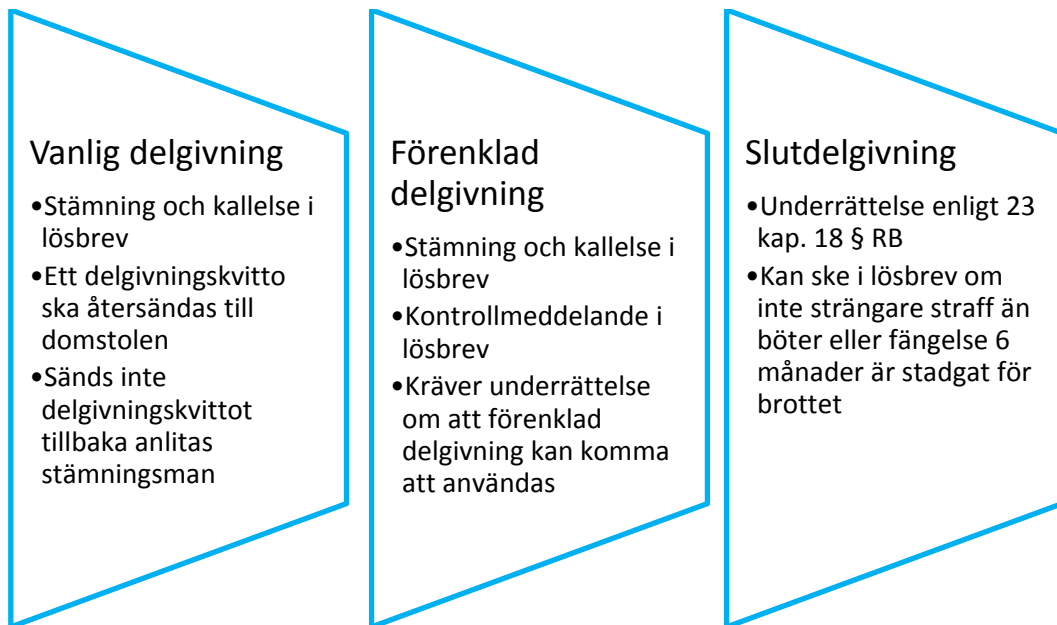 Vanlig delgivning
•Stämning och kallelse i
lösbrev
•Ett delgivningskvitto
ska återsändas till
domstolen
•Sänds inte
delgivningskvittot
tillbaka anlitas
stämningsman
Förenklad
delgivning
•Stämning och kallelse i
lösbrev
•Kontrollmeddelande i
lösbrev
•Kräver underrättelse
om att förenklad
delgivning kan komma
att användas
Slutdelgivning
•Underrättelse enligt 23
kap. 18 § RB
•Kan ske i lösbrev om
inte strängare straff än
böter eller fängelse 6
månader är stadgat för
brottet